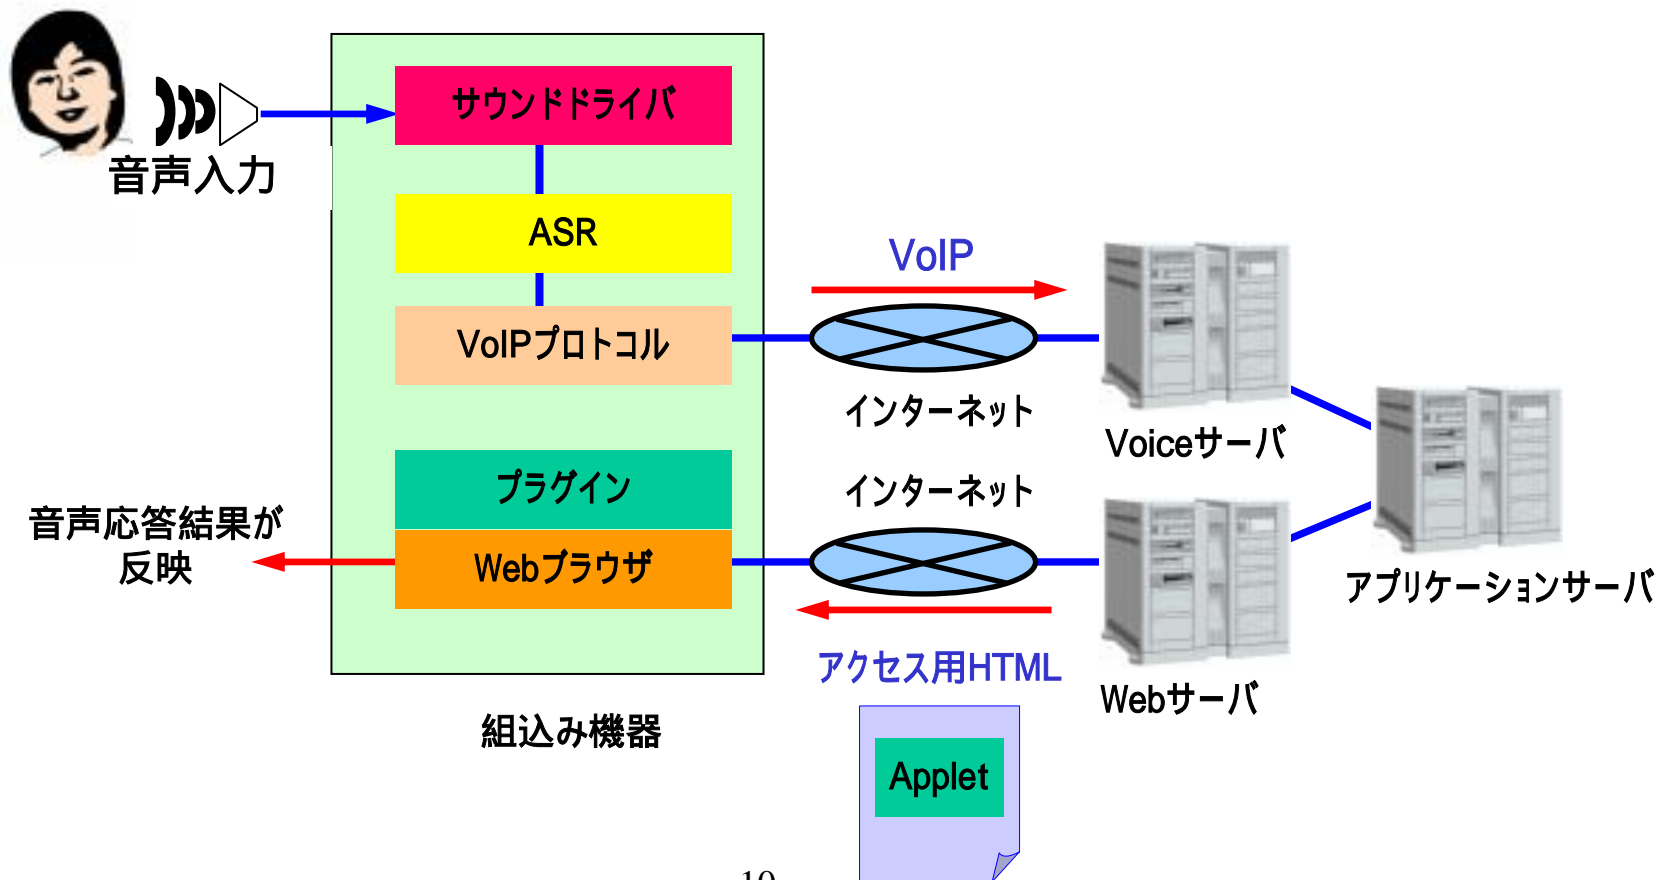 サウンドドライバ
音声入力
ASR
VoIP
VoIPプロトコル
インターネット
Voiceサーバ
プラグイン
インターネット
音声応答結果が
反映
Webブラウザ
アプリケーションサーバ
アクセス用HTML
Webサーバ
組込み機器
Applet
10